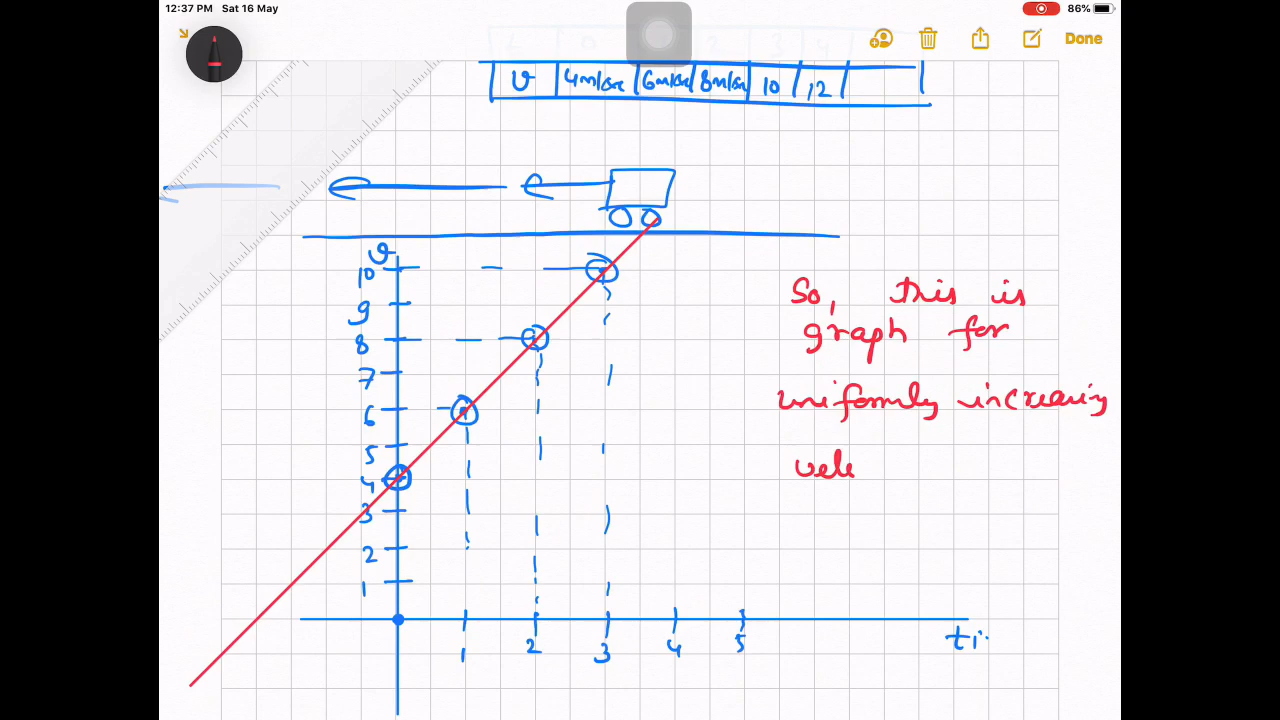 12:37 PM Sat 16 May
86%
Done
v 4m/sec 6m/sec 8m/sec 10 12
v
10
9
8
7
6
5
4
3
2
1
1 2 3 4 5
ti
So, this is
graph for
uniformly increasing
vele